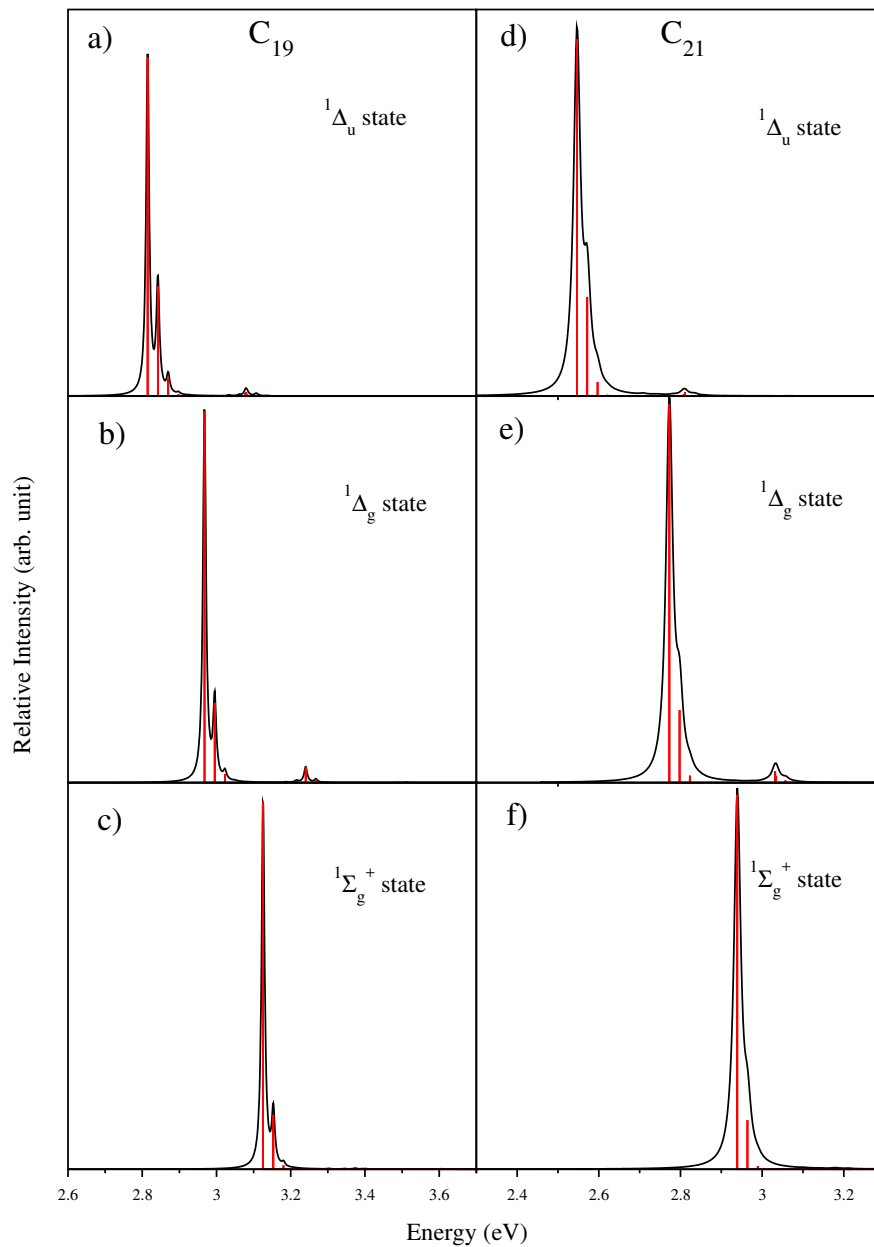 a) C₁₉
¹Δᵤ state
d) C₂₁
¹Δᵤ state
b)
¹Δg state
e)
¹Δg state
c)
¹Σg⁺ state
f)
¹Σg⁺ state
Relative Intensity (arb. unit)
2.6 2.8 3 3.2 3.4 3.6 2.4 2.6 2.8 3 3.2
Energy (eV)